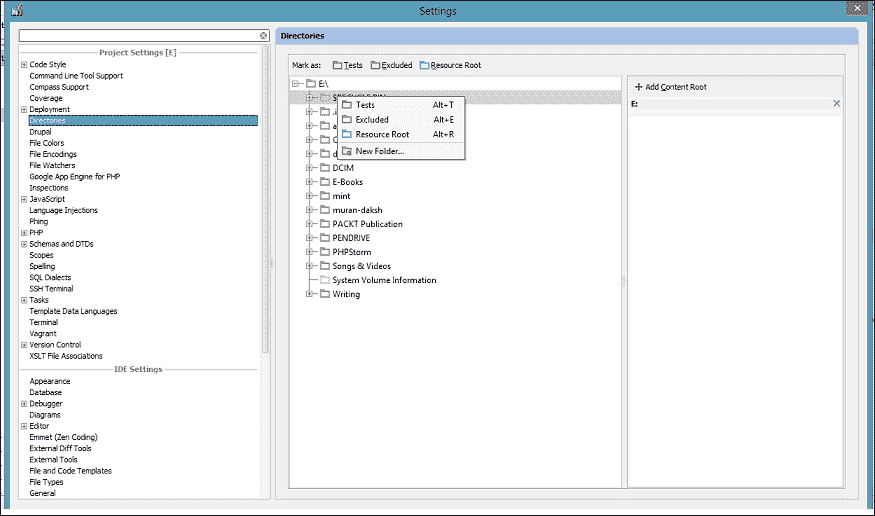 Settings
Project Settings [E]
Code Style
Command Line Tool Support
Compass Support
Coverage
Deployment
Directories
Drupal
File Colors
File Encodings
File Watchers
Google App Engine for PHP
Inspections
JavaScript
Language Injections
Phing
PHP
Schemas and DTDs
Scopes
Spelling
SQL Dialects
SSH Terminal
Tasks
Template Data Languages
Terminal
Vagrant
Version Control
XSLT File Associations
IDE Settings
Appearance
Database
Debugger
Diagrams
Editor
Emmet (Zen Coding)
External Diff Tools
External Tools
File and Code Templates
File Types
General
Directories
Mark as: Tests Excluded Resource Root
E:\
Tests Alt+T
Excluded Alt+E
Resource Root Alt+R
New Folder...
DCIM
E-Books
mint
muran-daksh
PACKT Publication
PENDRIVE
PHPStorm
Songs & Videos
System Volume Information
Writing
Add Content Root
E: